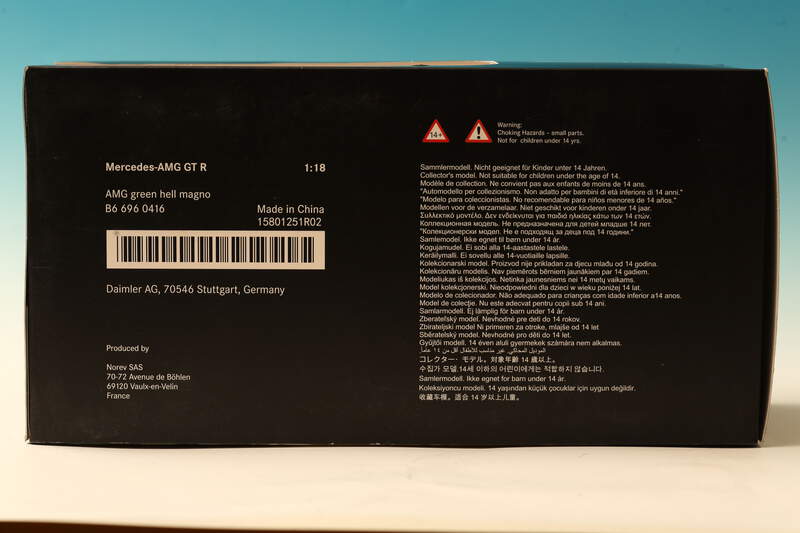 Mercedes-AMG GT R 1:18
AMG green hell magno
B6 696 0416 Made in China
15801251R02
Daimler AG, 70546 Stuttgart, Germany
Produced by
Norev SAS
70-72 Avenue de Böhlen
69120 Vaulx-en-Velin
France
14+
Warning:
Choking Hazards - small parts.
Not for children under 14 yrs.
Sammlermodell. Nicht geeignet für Kinder unter 14 Jahren.
Collector's model. Not suitable for children under the age of 14.
Modèle de collection. Ne convient pas aux enfants de moins de 14 ans.
"Automodello per collezionismo. Non adatto per bambini di età inferiore di 14 anni."
"Modelo para coleccionistas. No recomendable para niños menores de 14 años."
Modellen voor de verzamelaar. Niet geschikt voor kinderen onder 14 jaar.
Συλλεκτικό μοντέλο. Δεν ενδείκνυται για παιδιά ηλικίας κάτω των 14 ετών.
Коллекционная модель. Не предназначена для детей младше 14 лет.
"Колекционерски модел. Не е подходящ за деца под 14 години."
Samlemodel. Ikke egnet til børn under 14 år.
Kogujamudel. Ei sobi alla 14-aastastele lastele.
Keräilymalli. Ei sovellu alle 14-vuotiaille lapsille.
Kolekcionarski model. Proizvod nije prikladan za djecu mlađu od 14 godina.
Kolekcionāru modelis. Nav piemērots bērniem jaunākiem par 14 gadiem.
Modeliukas iš kolekcijos. Netinka jaunesniems nei 14 metų vaikams.
Model kolekcjonerski. Nieodpowiedni dla dzieci w wieku poniżej 14 lat.
Modelo de colecionador. Não adequado para crianças com idade inferior a14 anos.
Model de colecţie. Nu este adecvat pentru copii sub 14 ani.
Samlarmodell. Ej lämplig för barn under 14 år.
Zberateľský model. Nevhodné pre deti do 14 rokov.
Zbirateljski model Ni primeren za otroke, mlajše od 14 let
Sběratelský model. Nevhodné pro děti do 14 let.
Gyűjtői modell. 14 éven aluli gyermekek számára nem alkalmas.
الموديل المحاكي. غير مناسب للأطفال أقل من ١٤ عاماً.
コレクター・モデル。対象年齢 14 歳以上。
수집가 모델. 14세 이하의 어린이에게는 적합하지 않습니다.
Samlermodell. Ikke egnet for barn under 14 år.
Koleksiyoncu modeli. 14 yaşından küçük çocuklar için uygun değildir.
收藏车模。适合 14 岁以上儿童。